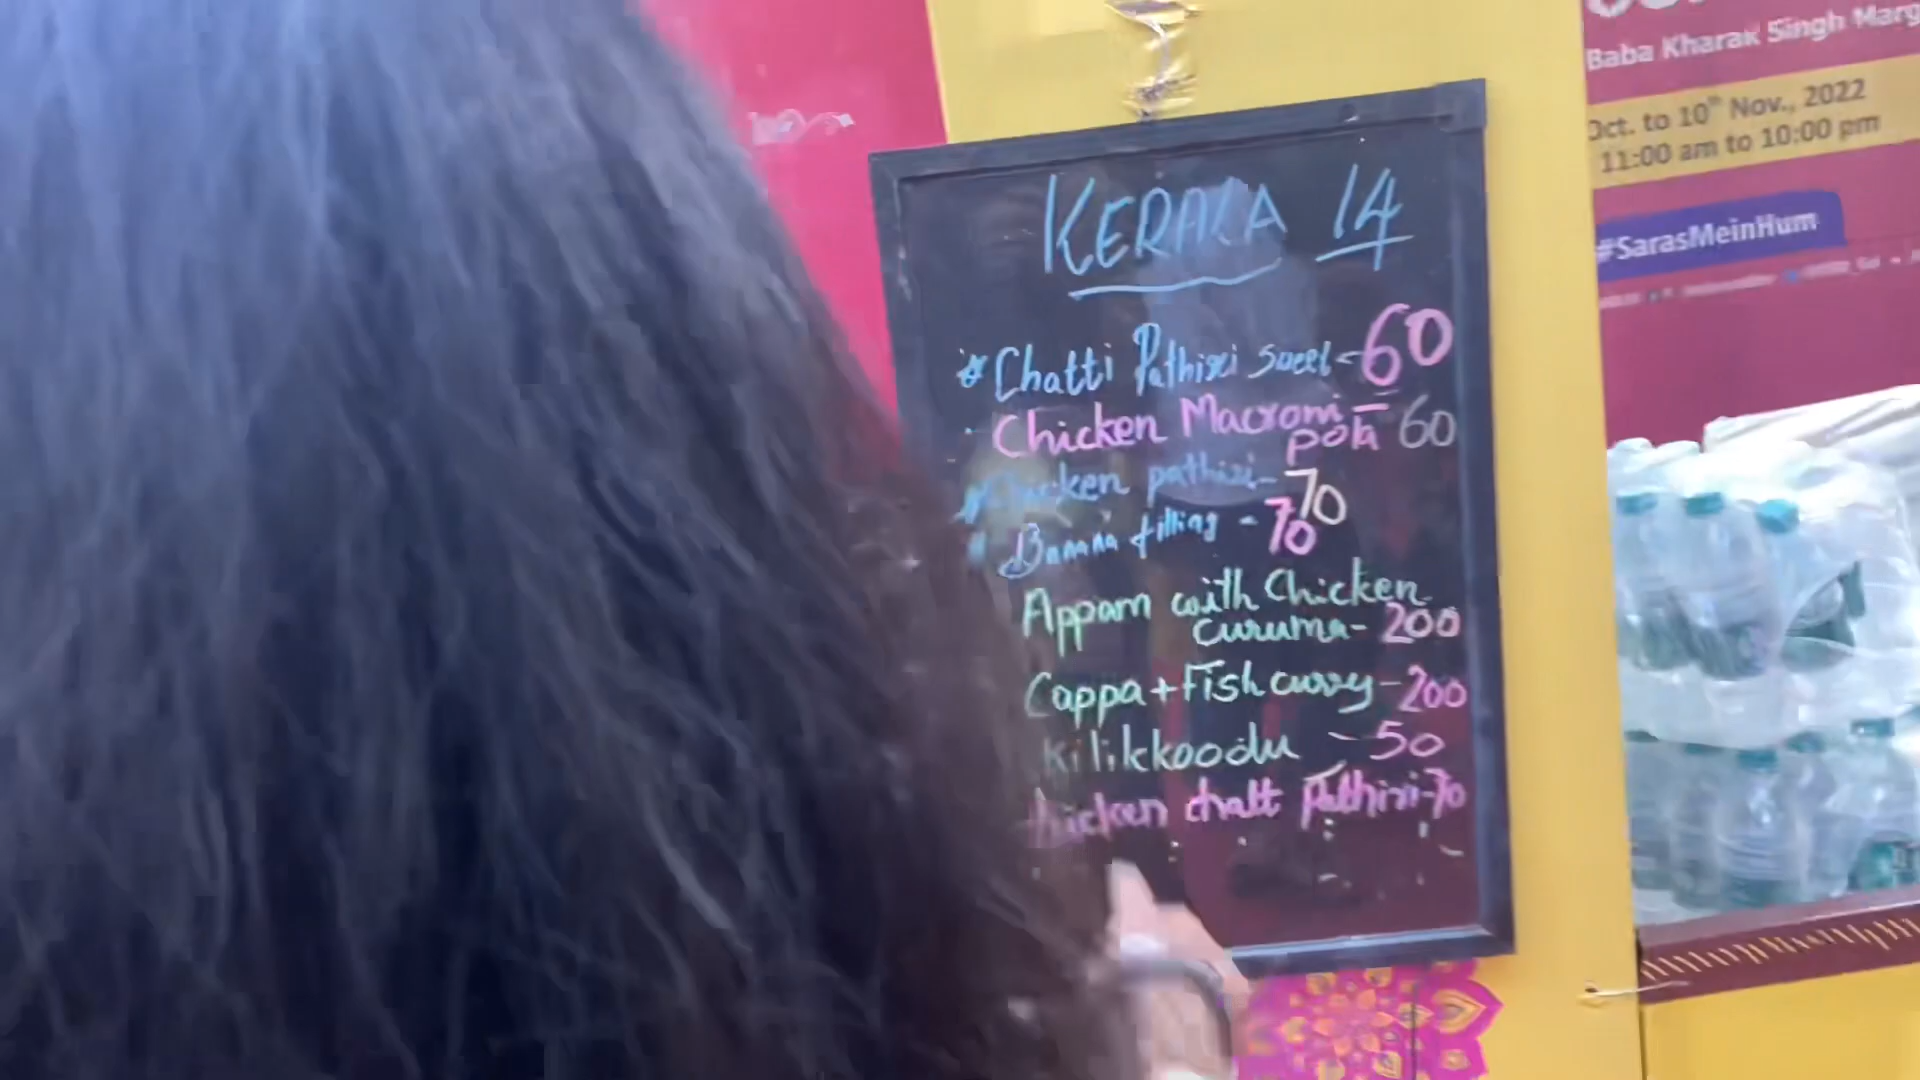 KERALA 14
Chatti Pathiri sweet - 60
Chicken Macroni - 60
pola
Chicken pathiri - 70
Banana filling - 70
Appam with Chicken
curuma - 200
Cappa + Fish curry - 200
Kilikkoodu - 50
hicken chatt Pathiri - 70
Baba Kharak Singh Marg
Oct. to 10th Nov., 2022
11:00 am to 10:00 pm
#SarasMeinHum